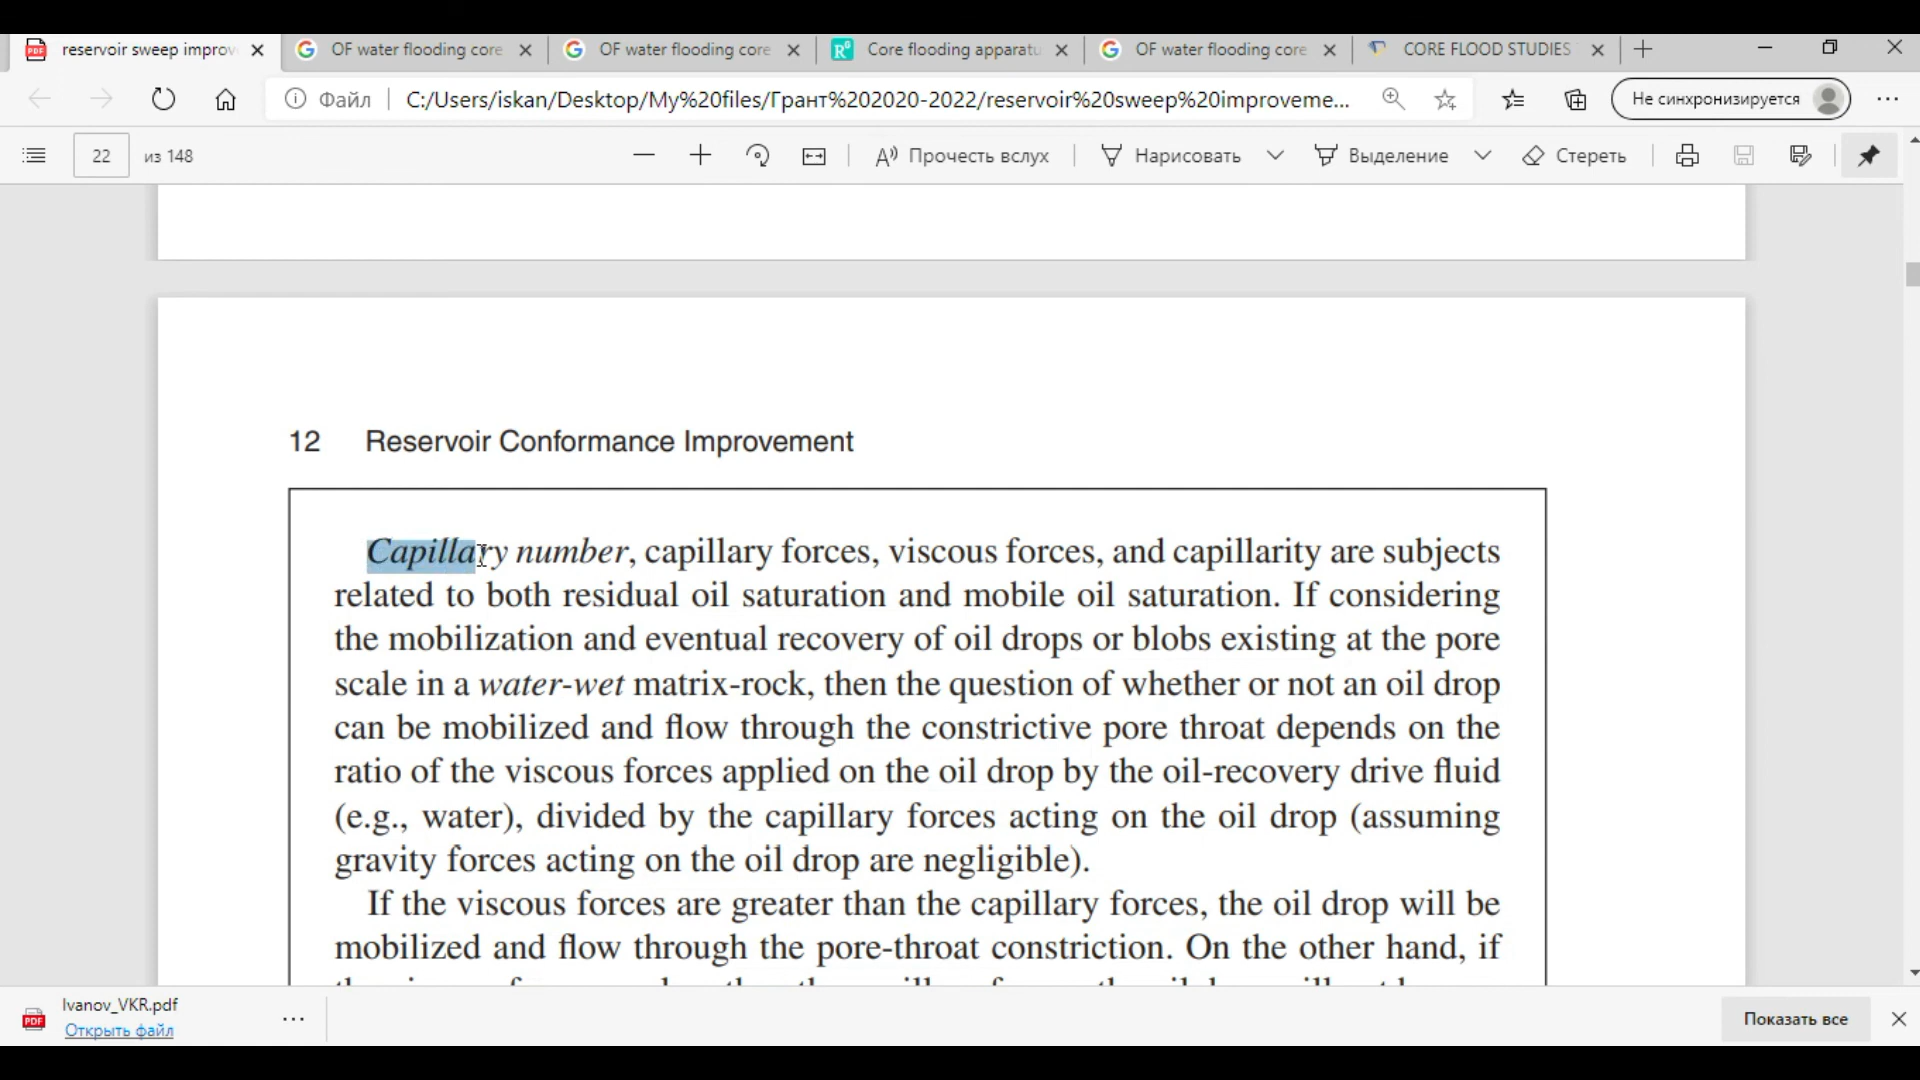 reservoir sweep improv
OF water flooding core
OF water flooding core
Core flooding apparatu
OF water flooding core
CORE FLOOD STUDIES
Файл
C:/Users/iskan/Desktop/My%20files/Грант%202020-2022/reservoir%20sweep%20improveme...
Не синхронизируется
22
из 148
Прочесть вслух
Нарисовать
Выделение
Стереть
12 Reservoir Conformance Improvement
Capillary number, capillary forces, viscous forces, and capillarity are subjects
related to both residual oil saturation and mobile oil saturation. If considering
the mobilization and eventual recovery of oil drops or blobs existing at the pore
scale in a water-wet matrix-rock, then the question of whether or not an oil drop
can be mobilized and flow through the constrictive pore throat depends on the
ratio of the viscous forces applied on the oil drop by the oil-recovery drive fluid
(e.g., water), divided by the capillary forces acting on the oil drop (assuming
gravity forces acting on the oil drop are negligible).
If the viscous forces are greater than the capillary forces, the oil drop will be
mobilized and flow through the pore-throat constriction. On the other hand, if
Ivanov_VKR.pdf
Открыть файл
Показать все